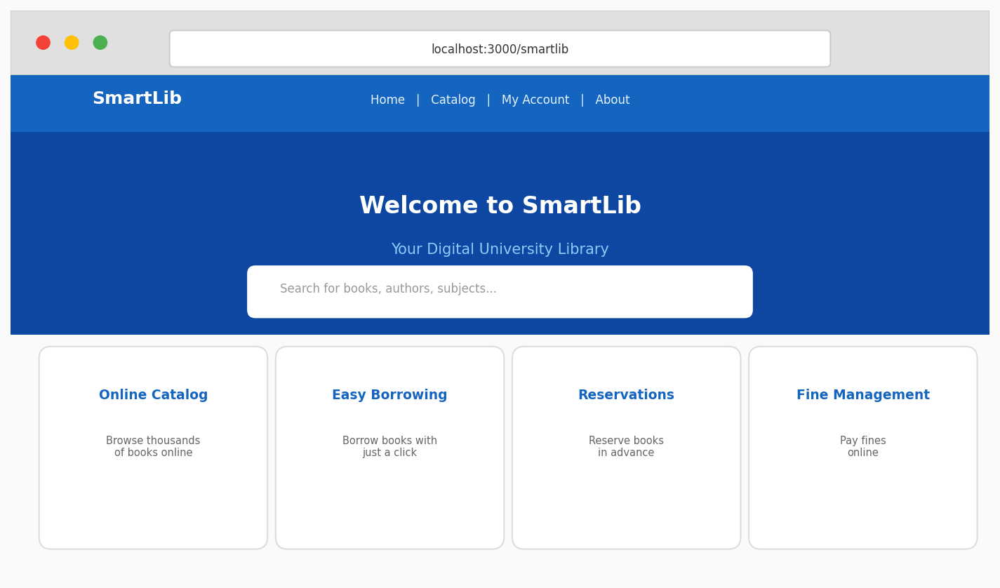 localhost:3000/smartlib
SmartLib
Home | Catalog | My Account | About
Welcome to SmartLib
Your Digital University Library
Search for books, authors, subjects...
Online Catalog
Browse thousands
of books online
Easy Borrowing
Borrow books with
just a click
Reservations
Reserve books
in advance
Fine Management
Pay fines
online